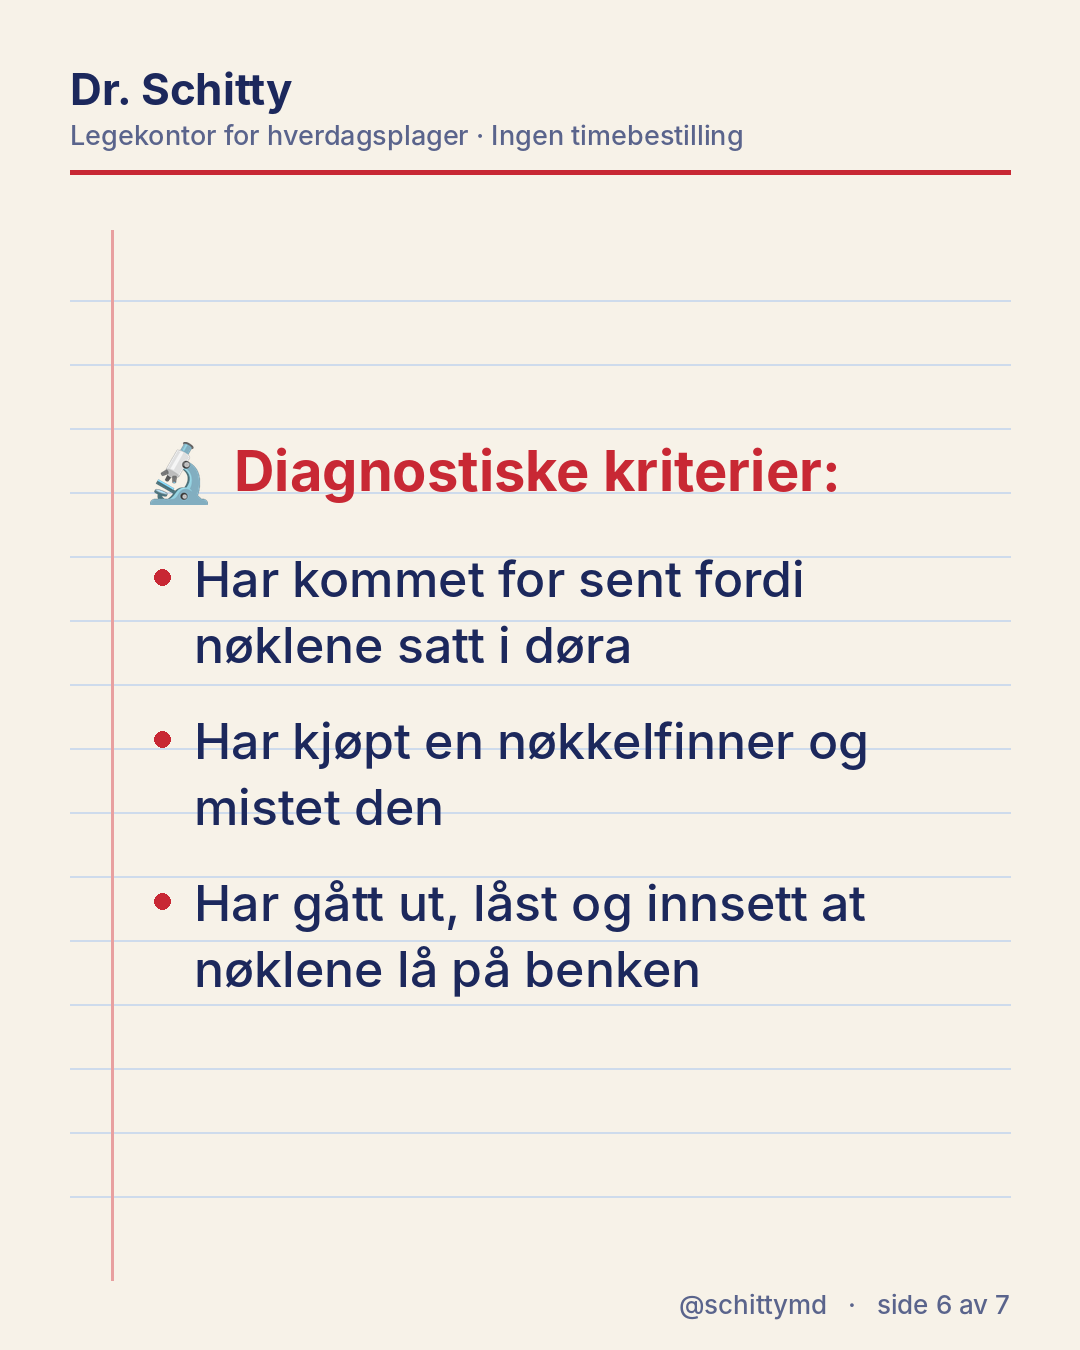 Dr. Schitty
Legekontor for hverdagsplager · Ingen timebestilling
🔬 Diagnostiske kriterier:
• Har kommet for sent fordi
nøklene satt i døra
• Har kjøpt en nøkkelfinner og
mistet den
• Har gått ut, låst og innsett at
nøklene lå på benken
@schittymd · side 6 av 7